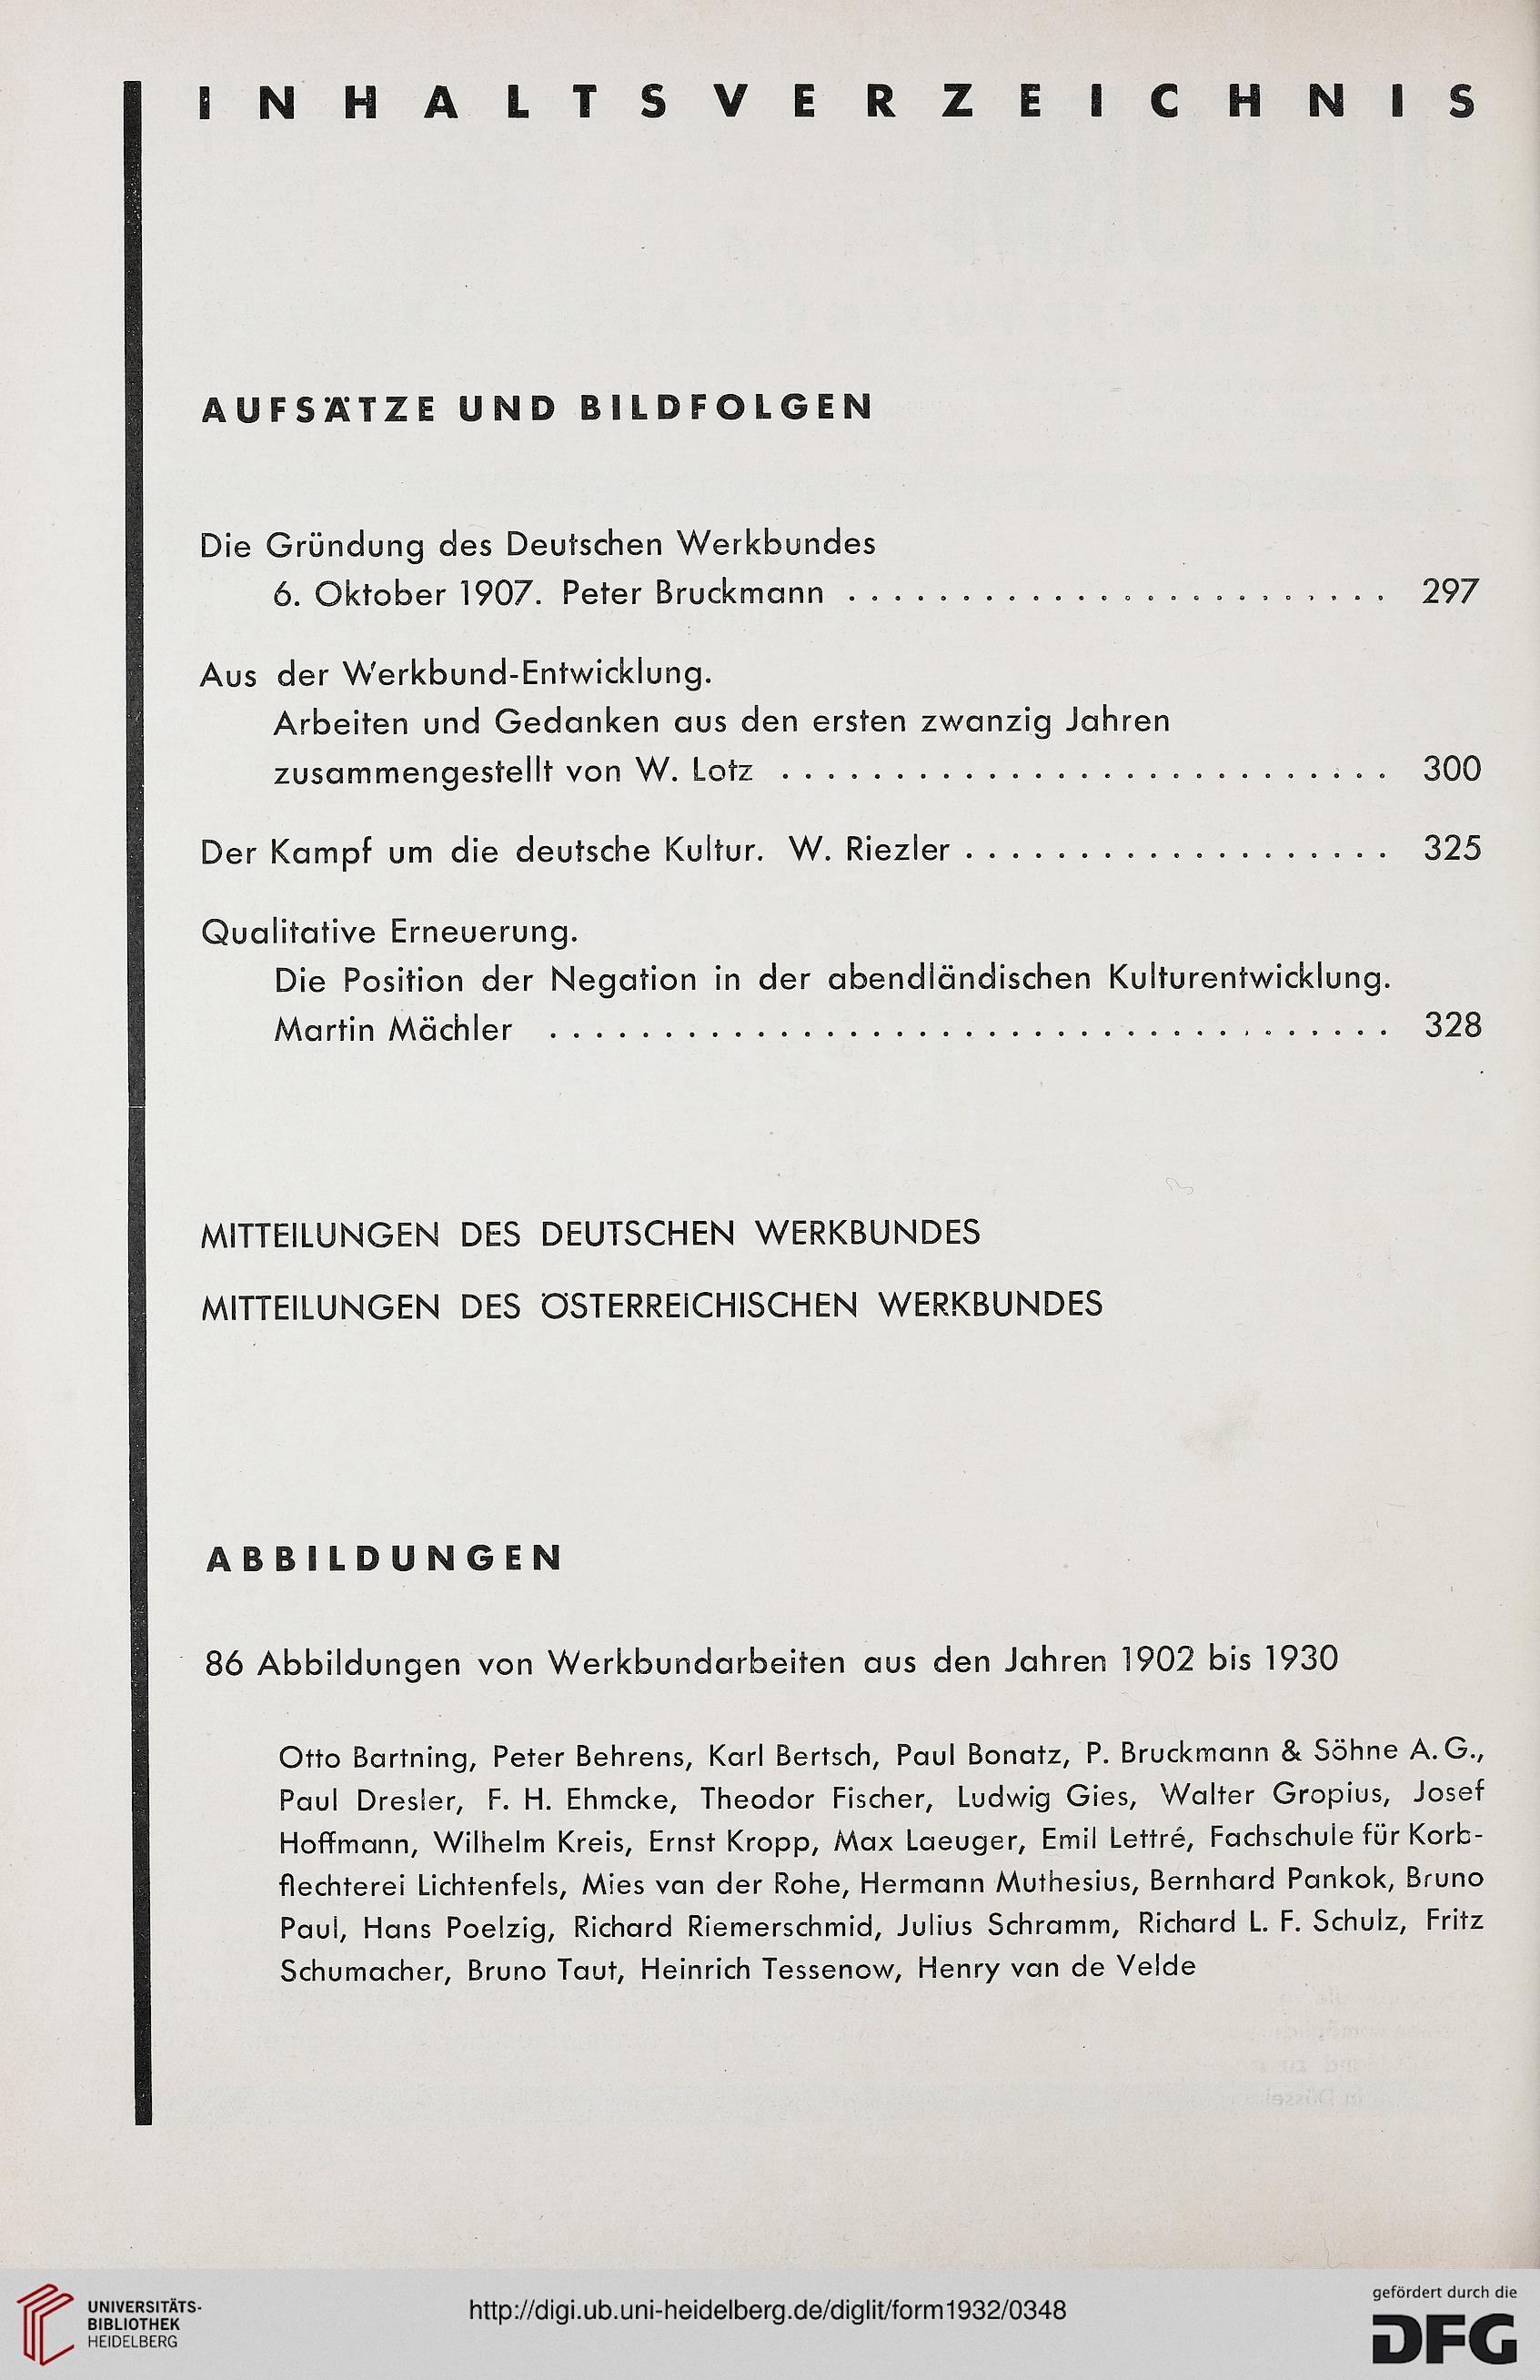 INHALTSVERZEICHNIS
AUFSÄTZE UND BILDFOLGEN
Die Gründung des Deutschen Werkbundes
6. Oktober 1907. Peter Bruckmann . . . . . . . . . . . . . . . . . . . . . . . . 297
Aus der Werkbund-Entwicklung.
Arbeiten und Gedanken aus den ersten zwanzig Jahren
zusammengestellt von W. Lotz . . . . . . . . . . . . . . . . . . . . . . . . . . . 300
Der Kampf um die deutsche Kultur. W. Riezler . . . . . . . . . . . . . . . . . . . 325
Qualitative Erneuerung.
Die Position der Negation in der abendländischen Kulturentwicklung.
Martin Mächler . . . . . . . . . . . . . . . . . . . . . . . . . . . . . . . . . . . . . 328
MITTEILUNGEN DES DEUTSCHEN WERKBUNDES
MITTEILUNGEN DES ÖSTERREICHISCHEN WERKBUNDES
ABBILDUNGEN
86 Abbildungen von Werkbundarbeiten aus den Jahren 1902 bis 1930
Otto Bartning, Peter Behrens, Karl Bertsch, Paul Bonatz, P. Bruckmann & Söhne A.G.,
Paul Dresler, F. H. Ehmcke, Theodor Fischer, Ludwig Gies, Walter Gropius, Josef
Hoffmann, Wilhelm Kreis, Ernst Kropp, Max Laeuger, Emil Lettré, Fachschule für Korb-
flechterei Lichtenfels, Mies van der Rohe, Hermann Muthesius, Bernhard Pankok, Bruno
Paul, Hans Poelzig, Richard Riemerschmid, Julius Schramm, Richard L. F. Schulz, Fritz
Schumacher, Bruno Taut, Heinrich Tessenow, Henry van de Velde
UNIVERSITÄTS-
BIBLIOTHEK
HEIDELBERG
http://digi.ub.uni-heidelberg.de/diglit/form1932/0348
gefördert durch die
DFG